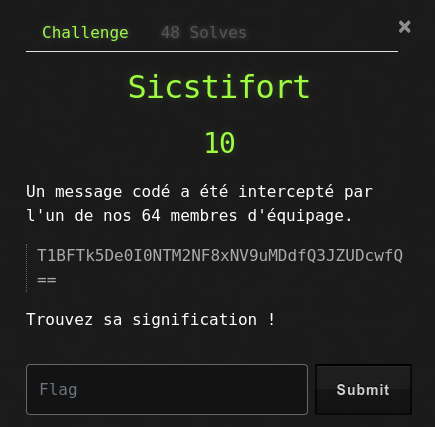 Challenge 48 Solves ×
Sicstifort
10
Un message codé a été intercepté par
l'un de nos 64 membres d'équipage.
T1BFTk5De0I0NTM2NF8xNV9uMDdfQ3JZUDcwfQ
==
Trouvez sa signification !
Flag Submit